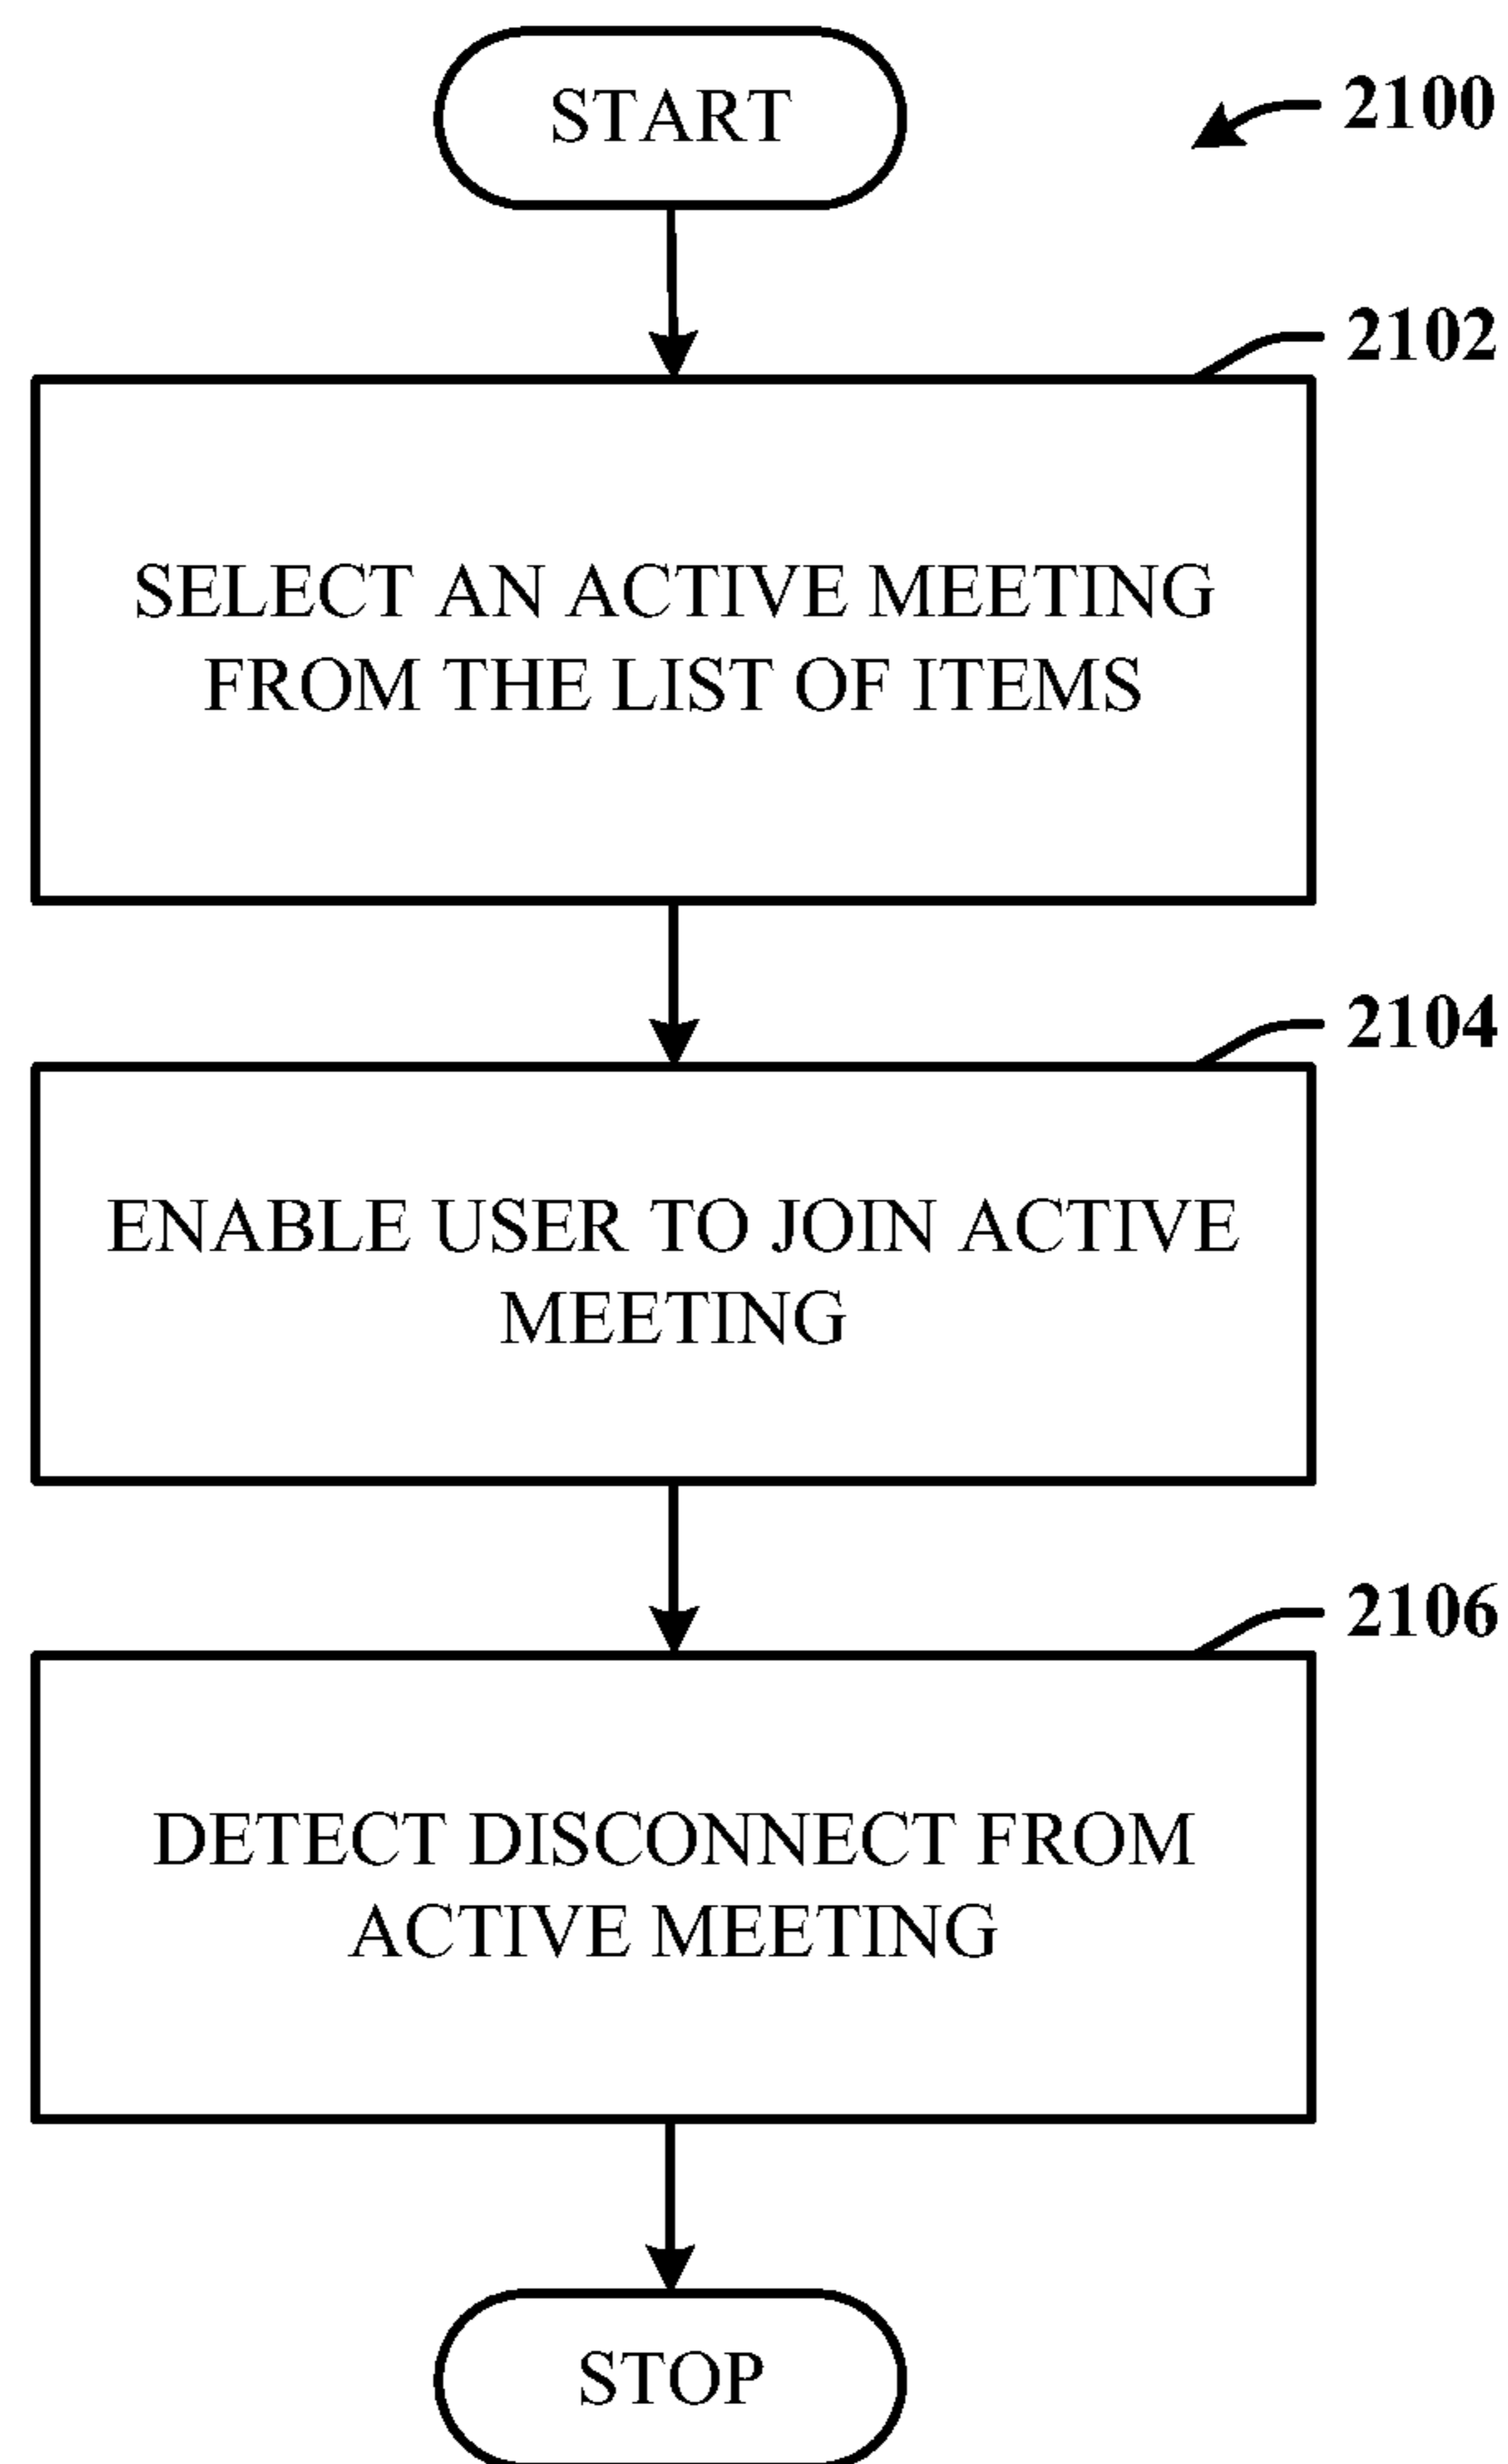 START
2100
2102
SELECT AN ACTIVE MEETING
FROM THE LIST OF ITEMS
2104
ENABLE USER TO JOIN ACTIVE
MEETING
2106
DETECT DISCONNECT FROM
ACTIVE MEETING
STOP